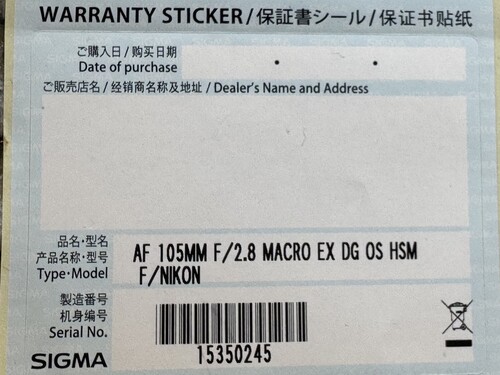 WARRANTY STICKER/保証書シール/保证书贴纸
ご購入日/购买日期
Date of purchase
ご販売店名/经销商名称及地址/Dealer's Name and Address
品名・型名
产品名称・型号
Type・Model
AF 105MM F/2.8 MACRO EX DG OS HSM
F/NIKON
製造番号
机身编号
Serial No.
15350245
SIGMA